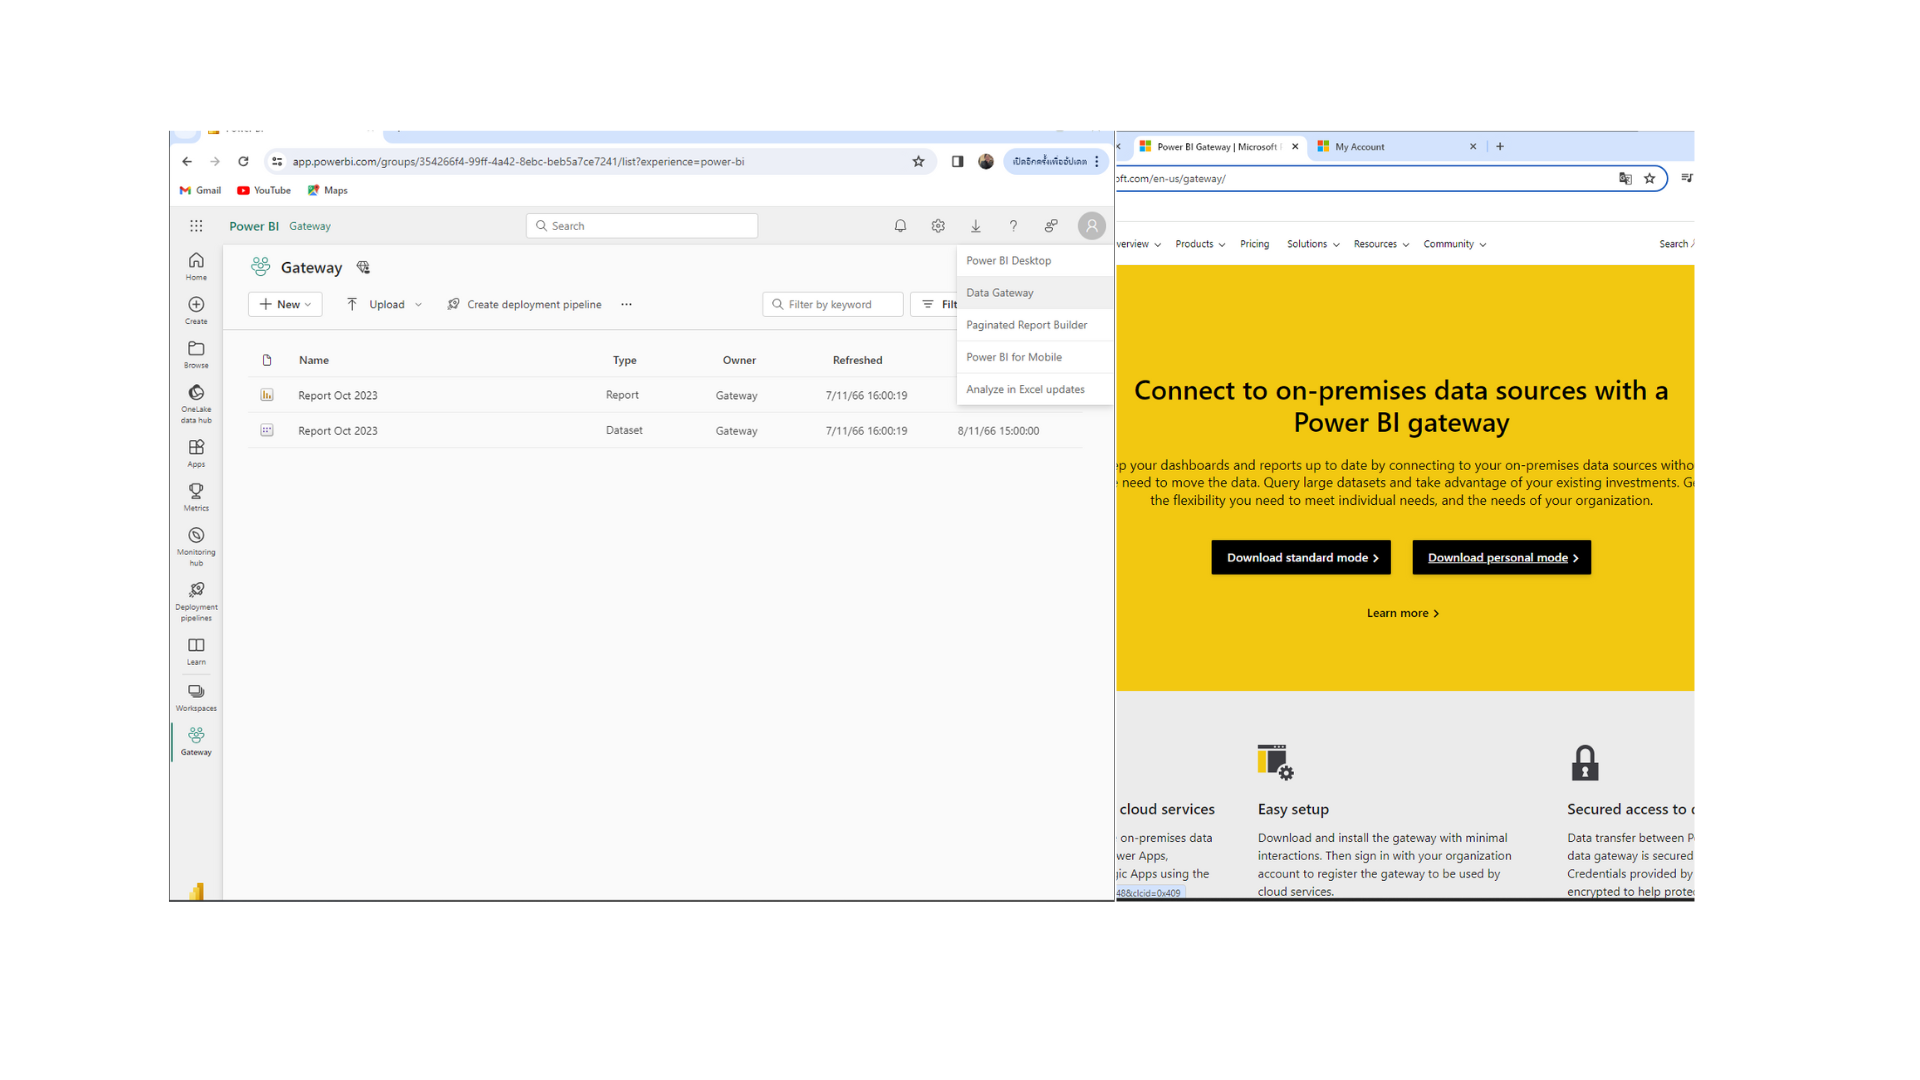 app.powerbi.com/groups/354266f4-99ff-4a42-8ebc-beb5a7ce7241/list?experience=power-bi
เปิดอีกครั้งเพื่ออัปเดต
Gmail YouTube Maps
Power BI Gateway
Search
Home
Create
Browse
OneLake
data hub
Apps
Metrics
Monitoring
hub
Deployment
pipelines
Learn
Workspaces
Gateway
Gateway
New Upload Create deployment pipeline ...
Filter by keyword
Filt
Power BI Desktop
Data Gateway
Paginated Report Builder
Power BI for Mobile
Analyze in Excel updates
Name Type Owner Refreshed
Report Oct 2023 Report Gateway 7/11/66 16:00:19
Report Oct 2023 Dataset Gateway 7/11/66 16:00:19 8/11/66 15:00:00
Power BI Gateway | Microsoft
My Account
oft.com/en-us/gateway/
verview Products Pricing Solutions Resources Community Search
Connect to on-premises data sources with a
Power BI gateway
p your dashboards and reports up to date by connecting to your on-premises data sources witho
need to move the data. Query large datasets and take advantage of your existing investments. G
the flexibility you need to meet individual needs, and the needs of your organization.
Download standard mode
Download personal mode
Learn more
cloud services
on-premises data
wer Apps,
ic Apps using the
48&clcid=0x409
Easy setup
Download and install the gateway with minimal
interactions. Then sign in with your organization
account to register the gateway to be used by
cloud services.
Secured access to
Data transfer between P
data gateway is secured
Credentials provided by
encrypted to help prote